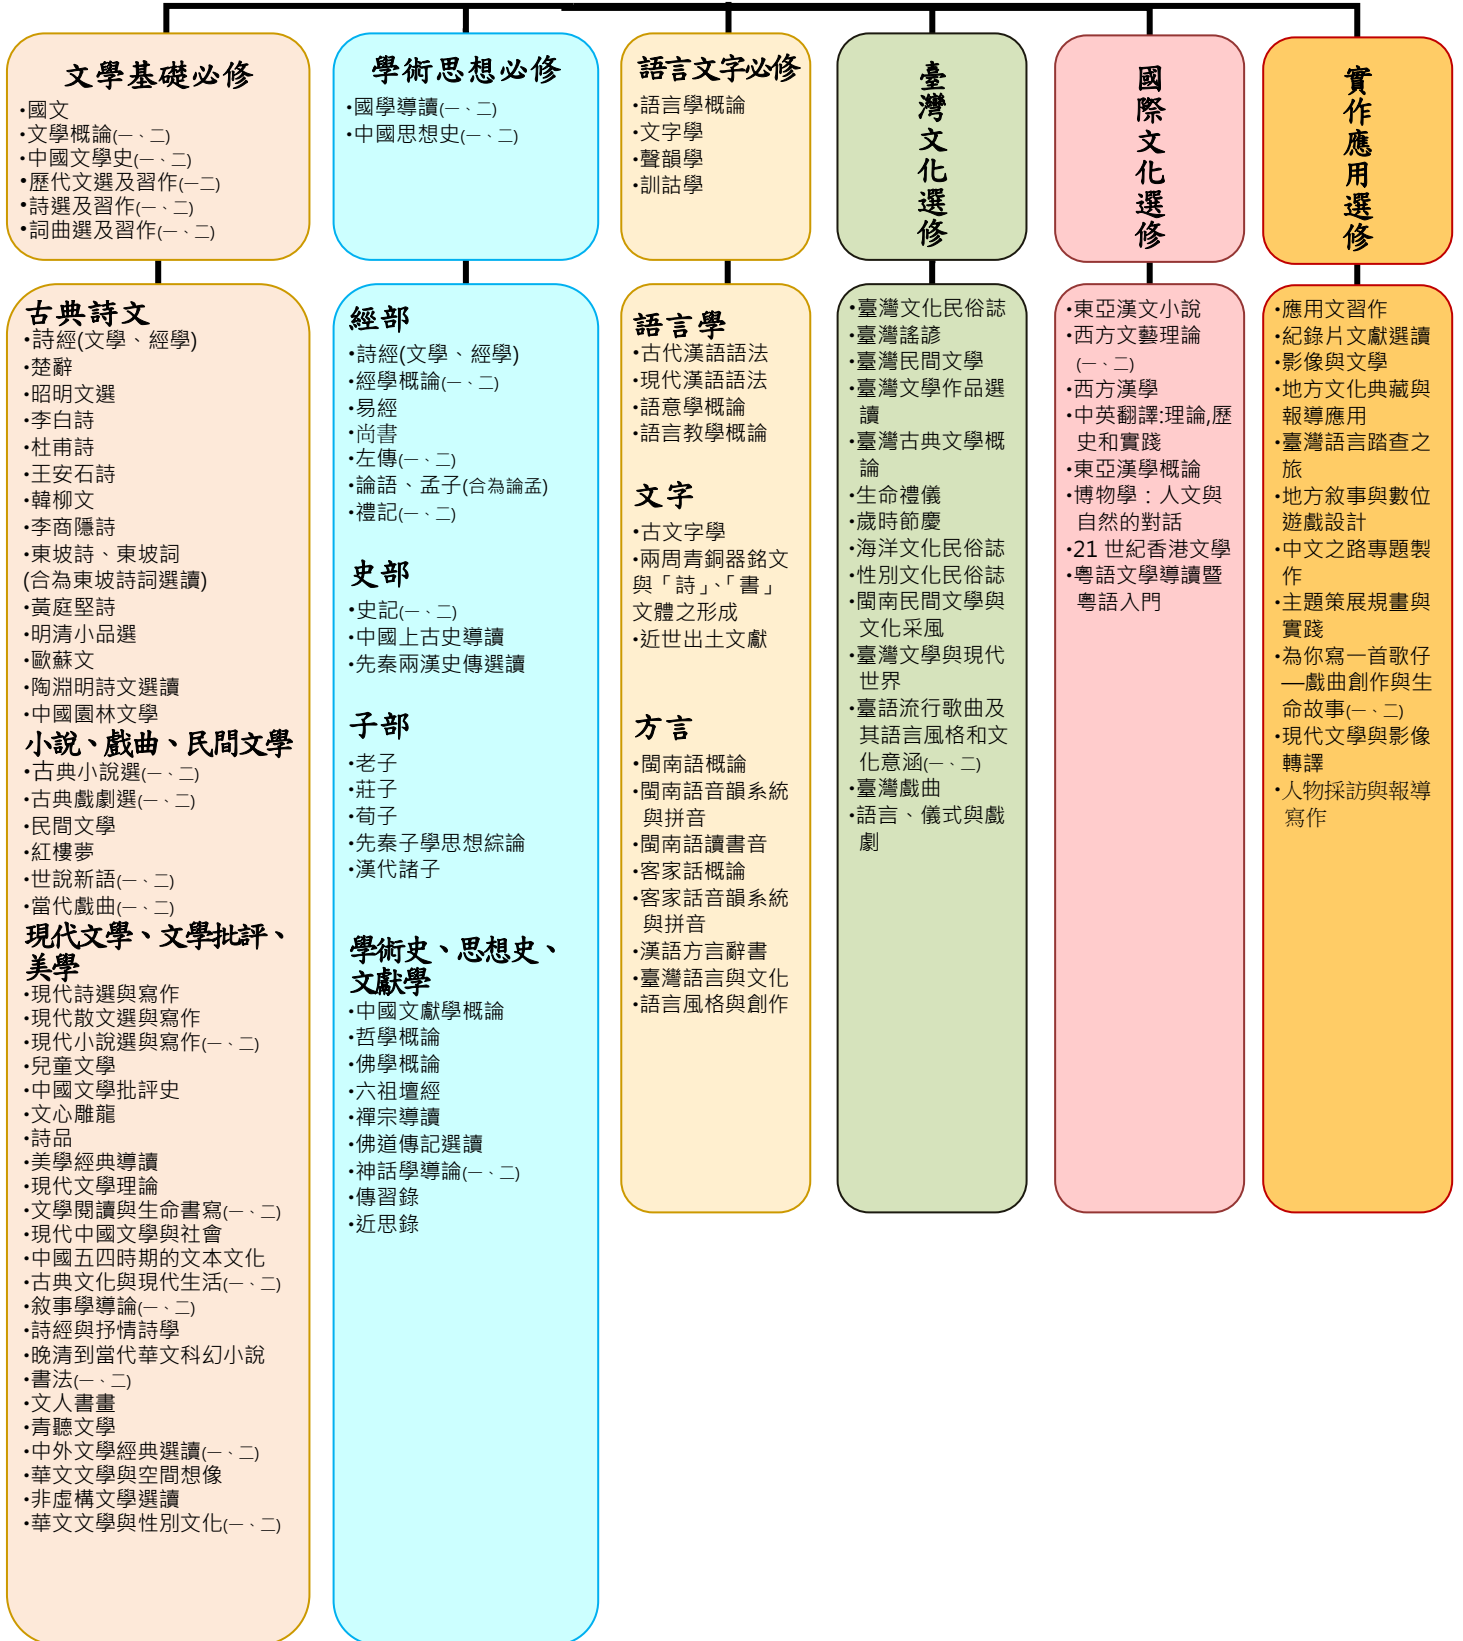 文學基礎必修
•國文
•文學概論(一、二)
•中國文學史(一、二)
•歷代文選及習作(一二)
•詩選及習作(一、二)
•詞曲選及習作(一、二)
古典詩文
•詩經(文學、經學)
•楚辭
•昭明文選
•李白詩
•杜甫詩
•王安石詩
•韓柳文
•李商隱詩
•東坡詩、東坡詞
(合為東坡詩詞選讀)
•黃庭堅詩
•明清小品選
•歐蘇文
•陶淵明詩文選讀
•中國園林文學
小說、戲曲、民間文學
•古典小說選(一、二)
•古典戲劇選(一、二)
•民間文學
•紅樓夢
•世說新語(一、二)
•當代戲曲(一、二)
現代文學、文學批評、
美學
•現代詩選與寫作
•現代散文選與寫作
•現代小說選與寫作(一、二)
•兒童文學
•中國文學批評史
•文心雕龍
•詩品
•美學經典導讀
•現代文學理論
•文學閱讀與生命書寫(一、二)
•現代中國文學與社會
•中國五四時期的文本文化
•古典文化與現代生活(一、二)
•敘事學導論(一、二)
•詩經與抒情詩學
•晚清到當代華文科幻小說
•書法(一、二)
•文人書畫
•青聽文學
•中外文學經典選讀(一、二)
•華文文學與空間想像
•非虛構文學選讀
•華文文學與性別文化(一、二)
學術思想必修
•國學導讀(一、二)
•中國思想史(一、二)
經部
•詩經(文學、經學)
•經學概論(一、二)
•易經
•尚書
•左傳(一、二)
•論語、孟子(合為論孟)
•禮記(一、二)
史部
•史記(一、二)
•中國上古史導讀
•先秦兩漢史傳選讀
子部
•老子
•莊子
•荀子
•先秦子學思想綜論
•漢代諸子
學術史、思想史、
文獻學
•中國文獻學概論
•哲學概論
•佛學概論
•六祖壇經
•禪宗導讀
•佛道傳記選讀
•神話學導論(一、二)
•傳習錄
•近思錄
語言文字必修
•語言學概論
•文字學
•聲韻學
•訓詁學
語言學
•古代漢語語法
•現代漢語語法
•語意學概論
•語言教學概論
文字
•古文字學
•兩周青銅器銘文
與「詩」、「書」
文體之形成
•近世出土文獻
方言
•閩南語概論
•閩南語音韻系統
與拼音
•閩南語讀書音
•客家話概論
•客家話音韻系統
與拼音
•漢語方言辭書
•臺灣語言與文化
•語言風格與創作
臺灣文化選修
•臺灣文化民俗誌
•臺灣謠諺
•臺灣民間文學
•臺灣文學作品選
讀
•臺灣古典文學概
論
•生命禮儀
•歲時節慶
•海洋文化民俗誌
•性別文化民俗誌
•閩南民間文學與
文化采風
•臺灣文學與現代
世界
•臺語流行歌曲及
其語言風格和文
化意涵(一、二)
•臺灣戲曲
•語言、儀式與戲
劇
國際文化選修
•東亞漢文小說
•西方文藝理論
(一、二)
•西方漢學
•中英翻譯:理論,歷
史和實踐
•東亞漢學概論
•博物學：人文與
自然的對話
•21 世紀香港文學
•粵語文學導讀暨
粵語入門
實作應用選修
•應用文習作
•紀錄片文獻選讀
•影像與文學
•地方文化典藏與
報導應用
•臺灣語言踏查之
旅
•地方敘事與數位
遊戲設計
•中文之路專題製
作
•主題策展規畫與
實踐
•為你寫一首歌仔
—戲曲創作與生
命故事(一、二)
•現代文學與影像
轉譯
•人物採訪與報導
寫作